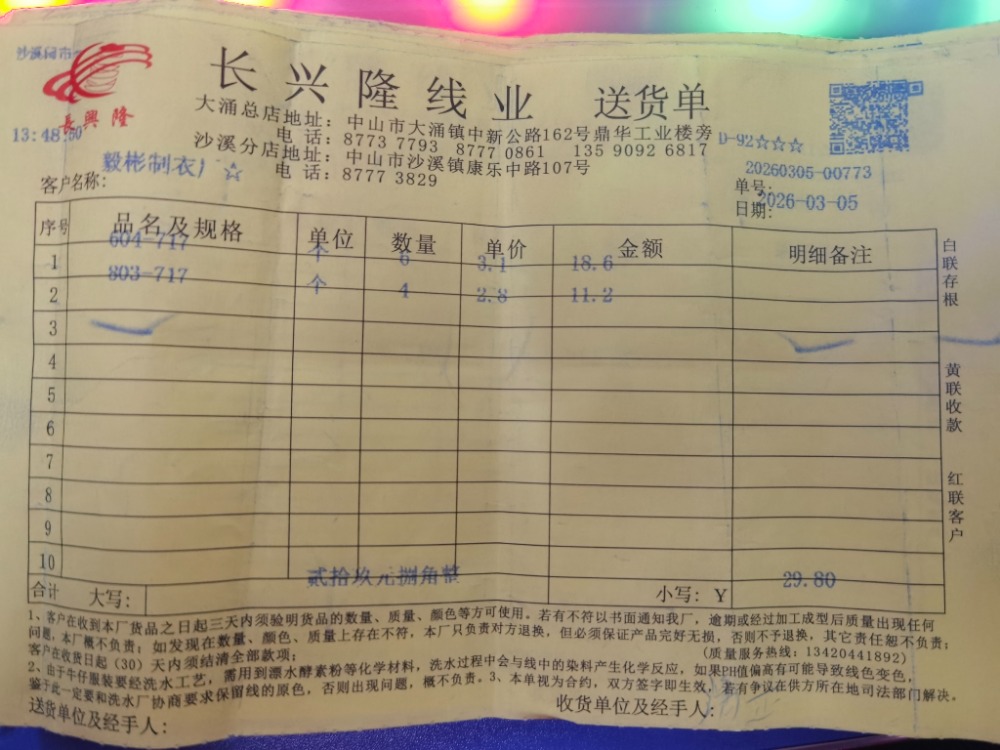 長興隆
13:48:50
长兴隆线业 送货单
大涌总店地址：中山市大涌镇中新公路162号鼎华工业楼旁
电 话：8773 7793 8770 0861 135 9092 6817
沙溪分店地址：中山市沙溪镇康乐中路107号
电 话：8777 3829
D-92☆☆☆
客户名称： 毅彬制衣厂 ☆
单号： 20260305-00773
日期： 2026-03-05
序号 品名及规格 单位 数量 单价 金额 明细备注
1 604-717 个 6 3.1 18.6
2 803-717 个 4 2.8 11.2
3
4
5
6
7
8
9
10
合计 大写： 贰拾玖元捌角整 小写：Y 29.80
白联存根
黄联收款
红联客户
1、客户在收到本厂货品之日起三天内须验明货品的数量、质量、颜色等方可使用。若有不符以书面通知我厂，逾期或经过加工成型后质量出现任何
问题，本厂概不负责；如发现在数量、颜色、质量上存在不符，本厂只负责对方退换，但必须保证产品完好无损，否则不予退换，其它责任恕不负责；
客户在收货日起（30）天内须结清全部款项； （质量服务热线：13420441892）
2、由于牛仔服装要经洗水工艺，需用到漂水酵素粉等化学材料，洗水过程中会与线中的染料产生化学反应，如果PH值偏高有可能导致线色变色，
鉴于此一定要和洗水厂协商要求保留线的原色，否则出现问题，概不负责。3、本单视为合约，双方签字即生效，若有争议在供方所在地司法部门解决。
送货单位及经手人： 收货单位及经手人：